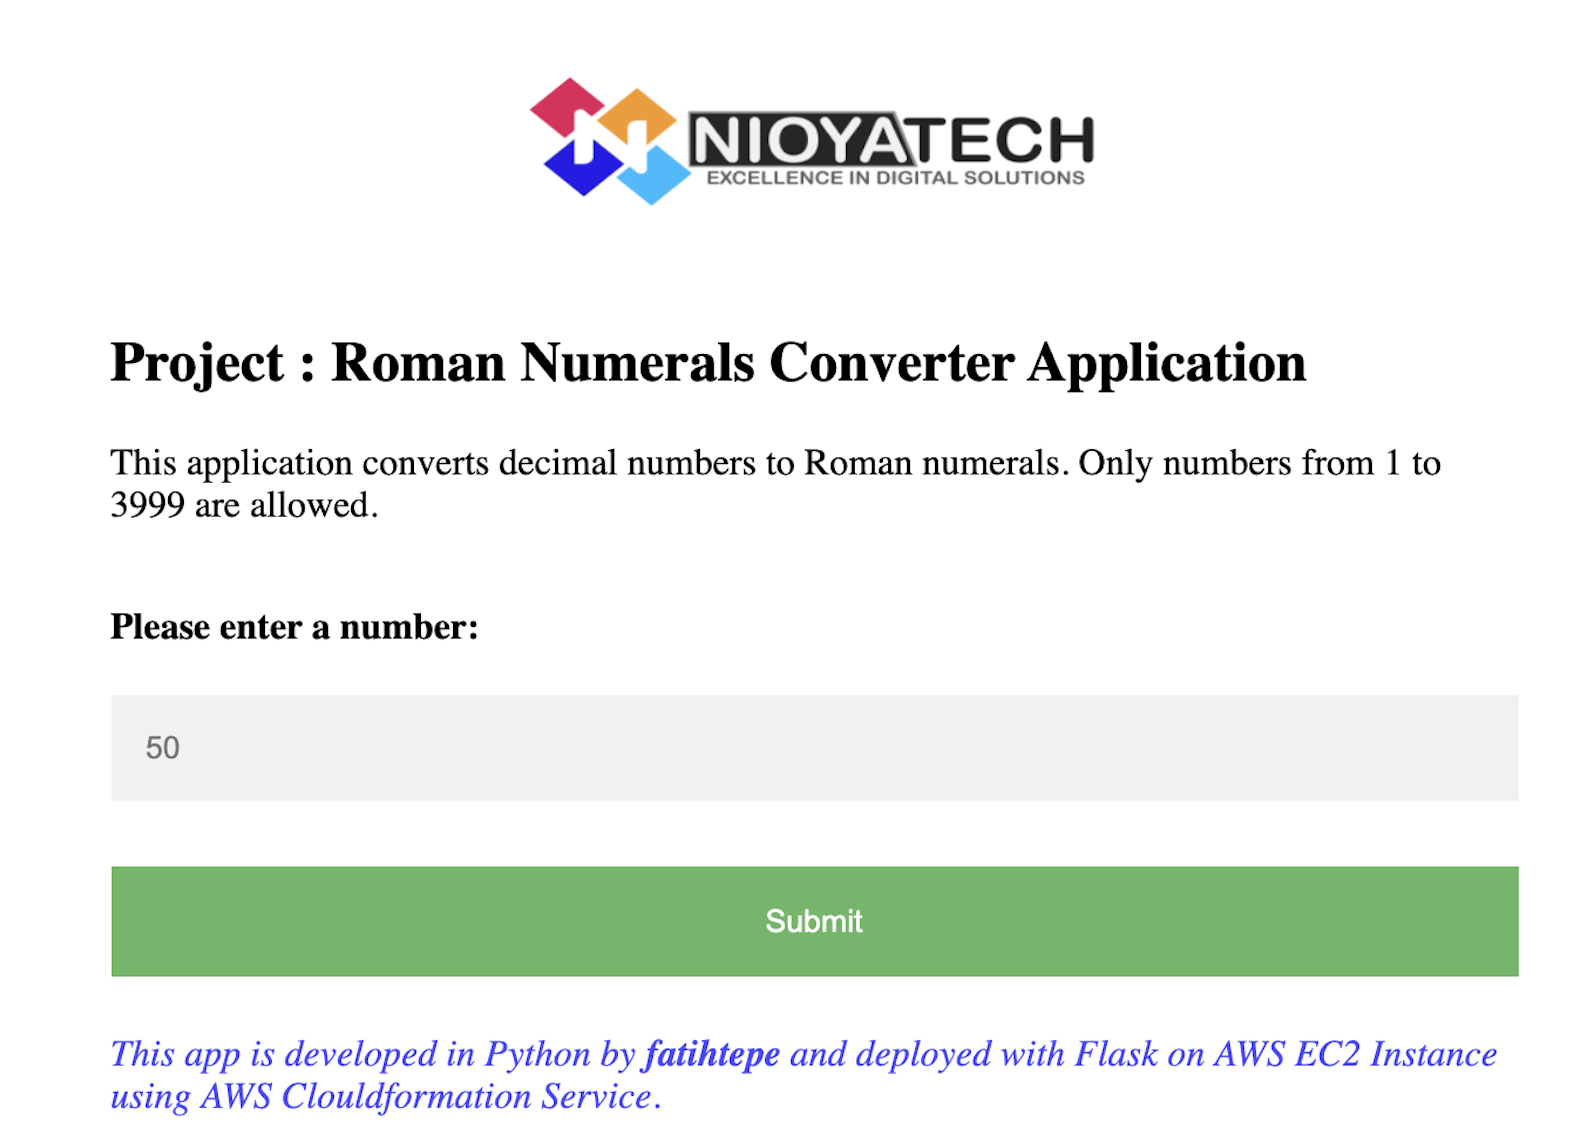 NIOYATECH
EXCELLENCE IN DIGITAL SOLUTIONS
Project : Roman Numerals Converter Application
This application converts decimal numbers to Roman numerals. Only numbers from 1 to
3999 are allowed.
Please enter a number:
50
Submit
This app is developed in Python by fatihtepe and deployed with Flask on AWS EC2 Instance
using AWS Clouldformation Service.